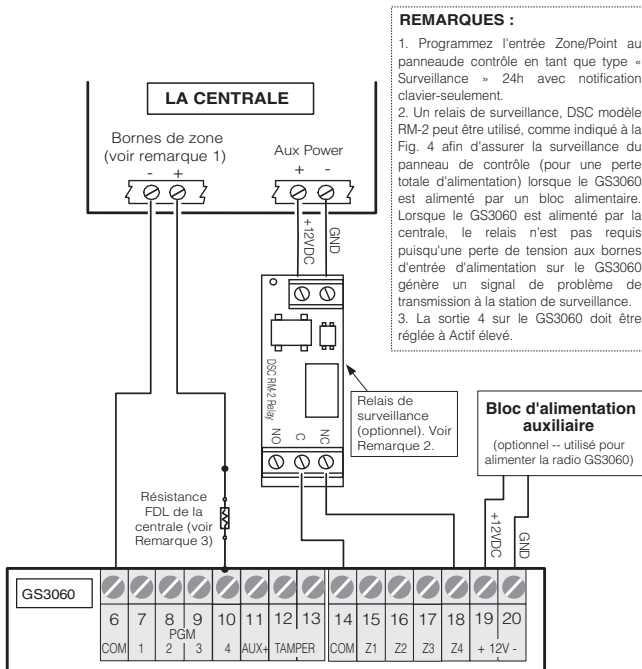 REMARQUES :
1. Programmez l'entrée Zone/Point au
panneaude contrôle en tant que type «
Surveillance » 24h avec notification
clavier-seulement.
2. Un relais de surveillance, DSC modèle
RM-2 peut être utilisé, comme indiqué à la
Fig. 4 afin d'assurer la surveillance du
panneau de contrôle (pour une perte
totale d'alimentation) lorsque le GS3060
est alimenté par un bloc alimentaire.
Lorsque le GS3060 est alimenté par la
centrale, le relais n'est pas requis
puisqu'une perte de tension aux bornes
d'entrée d'alimentation sur le GS3060
génère un signal de problème de
transmission à la station de surveillance.
3. La sortie 4 sur le GS3060 doit être
réglée à Actif élevé.
LA CENTRALE
Bornes de zone
(voir remarque 1)
- +
Aux Power
+ -
+12VDC
GND
DSC RM-2 Relay
NO C NC
Relais de
surveillance
(optionnel). Voir
Remarque 2.
Bloc d'alimentation
auxiliaire
(optionnel -- utilisé pour
alimenter la radio GS3060)
+12VDC
GND
Résistance
FDL de la
centrale (voir
Remarque 3)
GS3060
6 7 8 9 10 11 12 13 14 15 16 17 18 19 20
PGM
COM 1 2 3 4 AUX+ TAMPER COM Z1 Z2 Z3 Z4 + 12V -